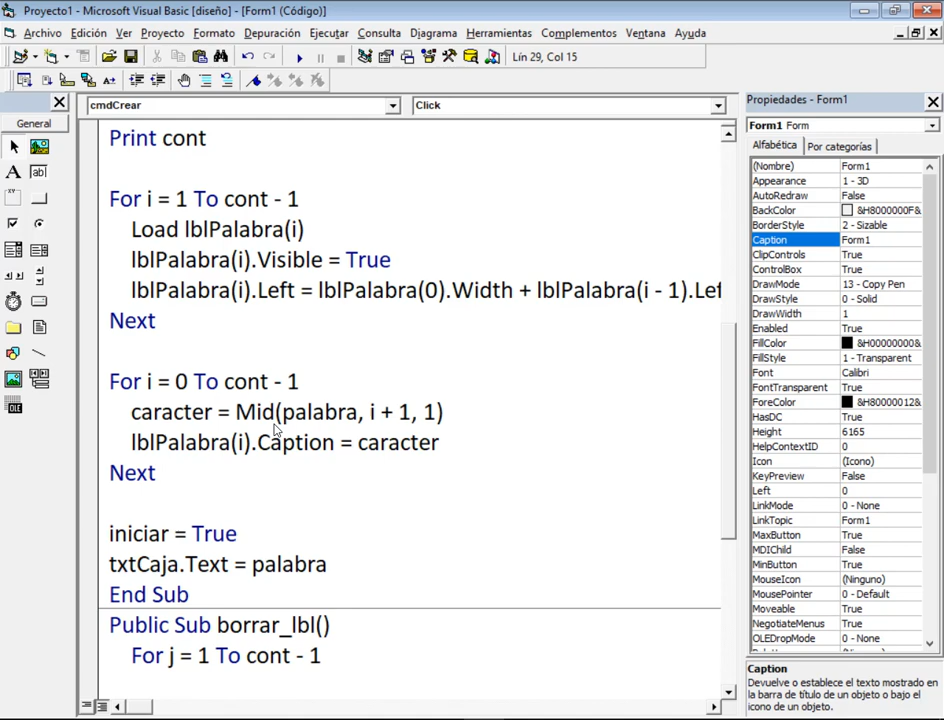 Proyecto1 - Microsoft Visual Basic [diseño] - [Form1 (Código)]
Archivo Edición Ver Proyecto Formato Depuración Ejecutar Consulta Diagrama Herramientas Complementos Ventana Ayuda
Lín 29, Col 15
General
cmdCrear
Click
Print cont
For i = 1 To cont - 1
Load lblPalabra(i)
lblPalabra(i).Visible = True
lblPalabra(i).Left = lblPalabra(0).Width + lblPalabra(i - 1).Lef
Next
For i = 0 To cont - 1
caracter = Mid(palabra, i + 1, 1)
lblPalabra(i).Caption = caracter
Next
iniciar = True
txtCaja.Text = palabra
End Sub
Public Sub borrar_lbl()
For j = 1 To cont - 1
Propiedades - Form1
Form1 Form
Alfabética Por categorías
(Nombre) Form1
Appearance 1 - 3D
AutoRedraw False
BackColor &H8000000F&
BorderStyle 2 - Sizable
Caption Form1
ClipControls True
ControlBox True
DrawMode 13 - Copy Pen
DrawStyle 0 - Solid
DrawWidth 1
Enabled True
FillColor &H00000000&
FillStyle 1 - Transparent
Font Calibri
FontTransparent True
ForeColor &H80000012&
HasDC True
Height 6165
HelpContextID 0
Icon (Icono)
KeyPreview False
Left 0
LinkMode 0 - None
LinkTopic Form1
MaxButton True
MDIChild False
MinButton True
MouseIcon (Ninguno)
MousePointer 0 - Default
Moveable True
NegotiateMenus True
OLEDropMode 0 - None
Caption
Devuelve o establece el texto mostrado en
la barra de título de un objeto o bajo el
icono de un objeto.